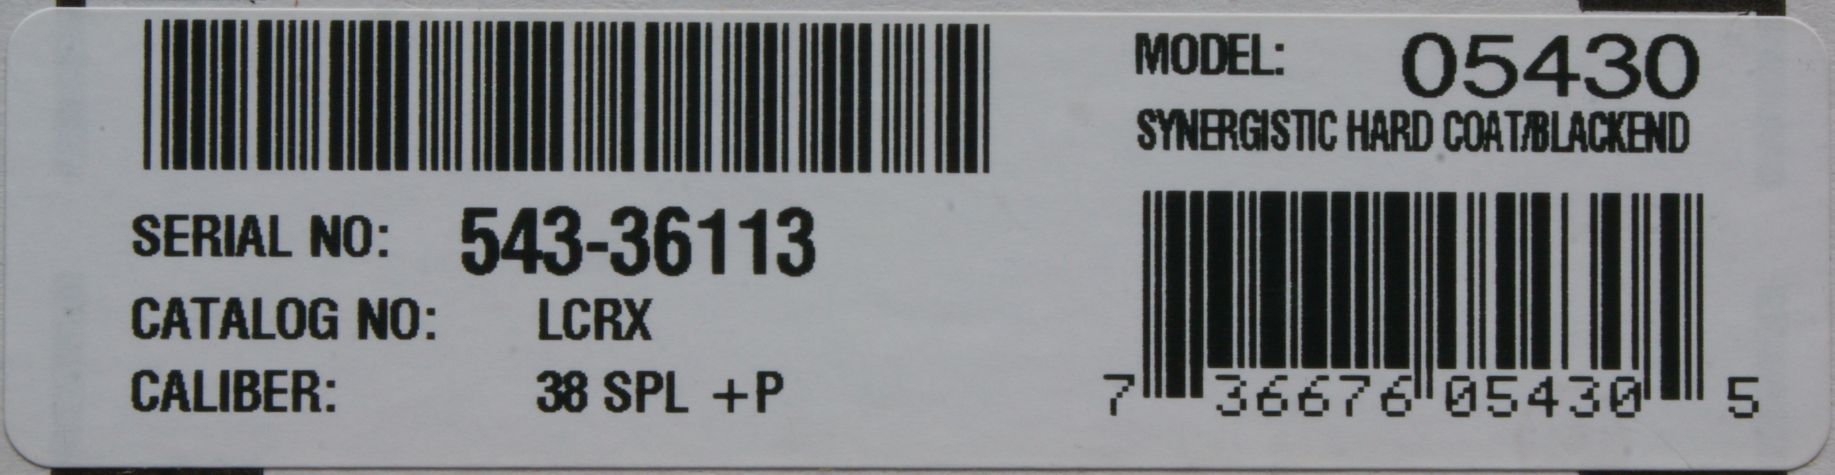 MODEL: 05430
SYNERGISTIC HARD COAT/BLACKEND
SERIAL NO: 543-36113
CATALOG NO: LCRX
CALIBER: 38 SPL +P
7 36676 05430 5